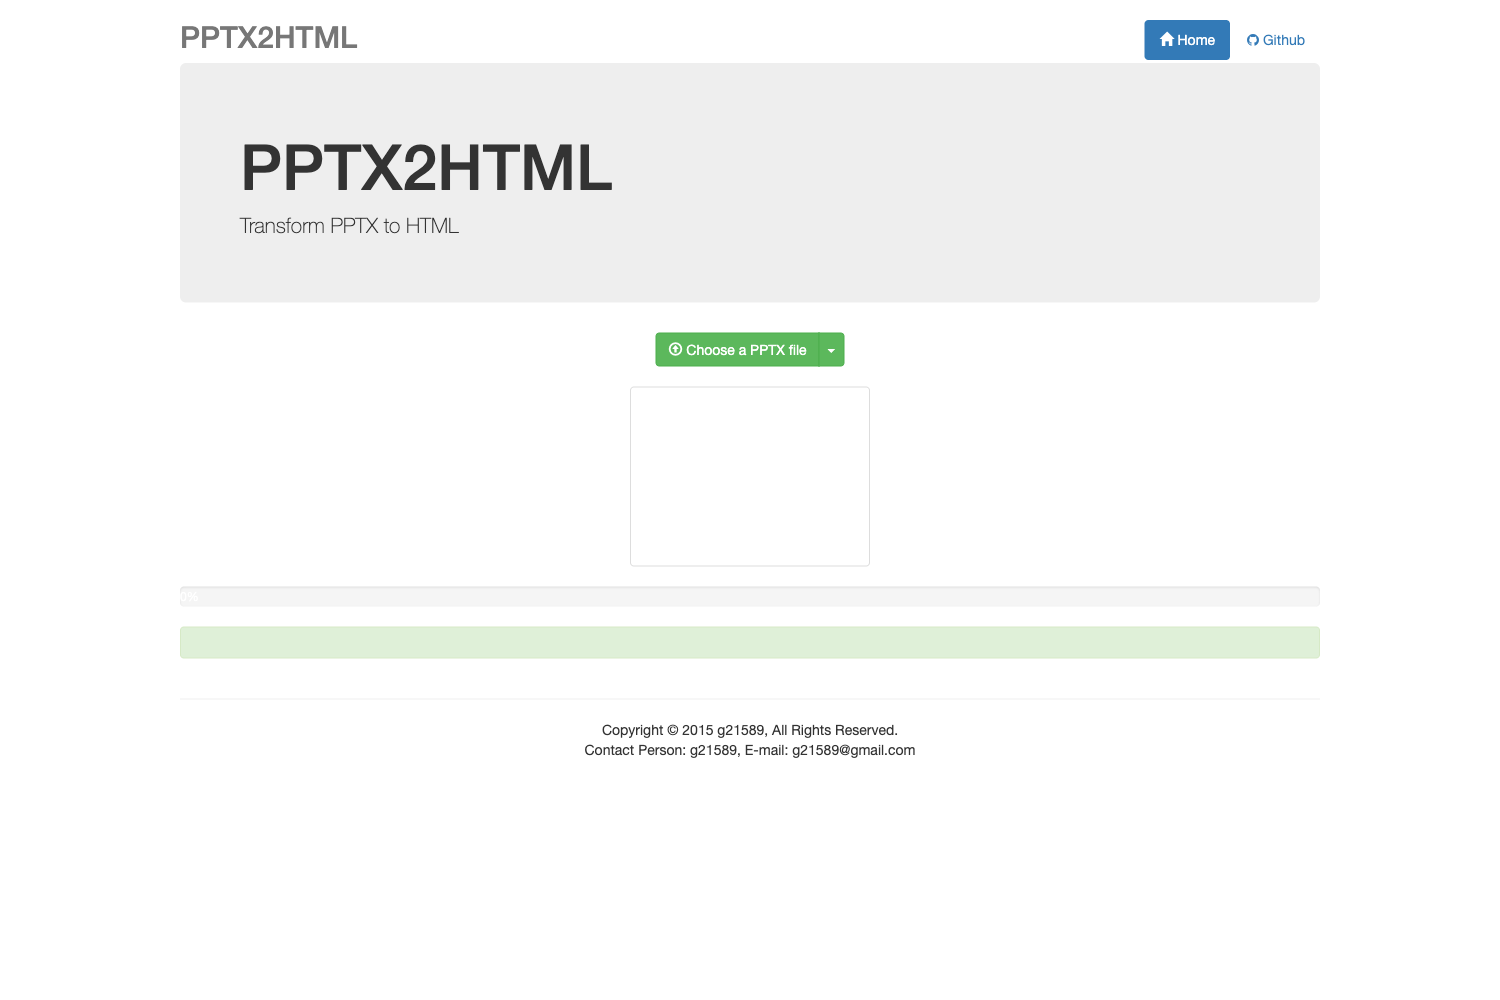 PPTX2HTML
Home
Github
PPTX2HTML
Transform PPTX to HTML
Choose a PPTX file
0%
Copyright © 2015 g21589, All Rights Reserved.
Contact Person: g21589, E-mail: g21589@gmail.com